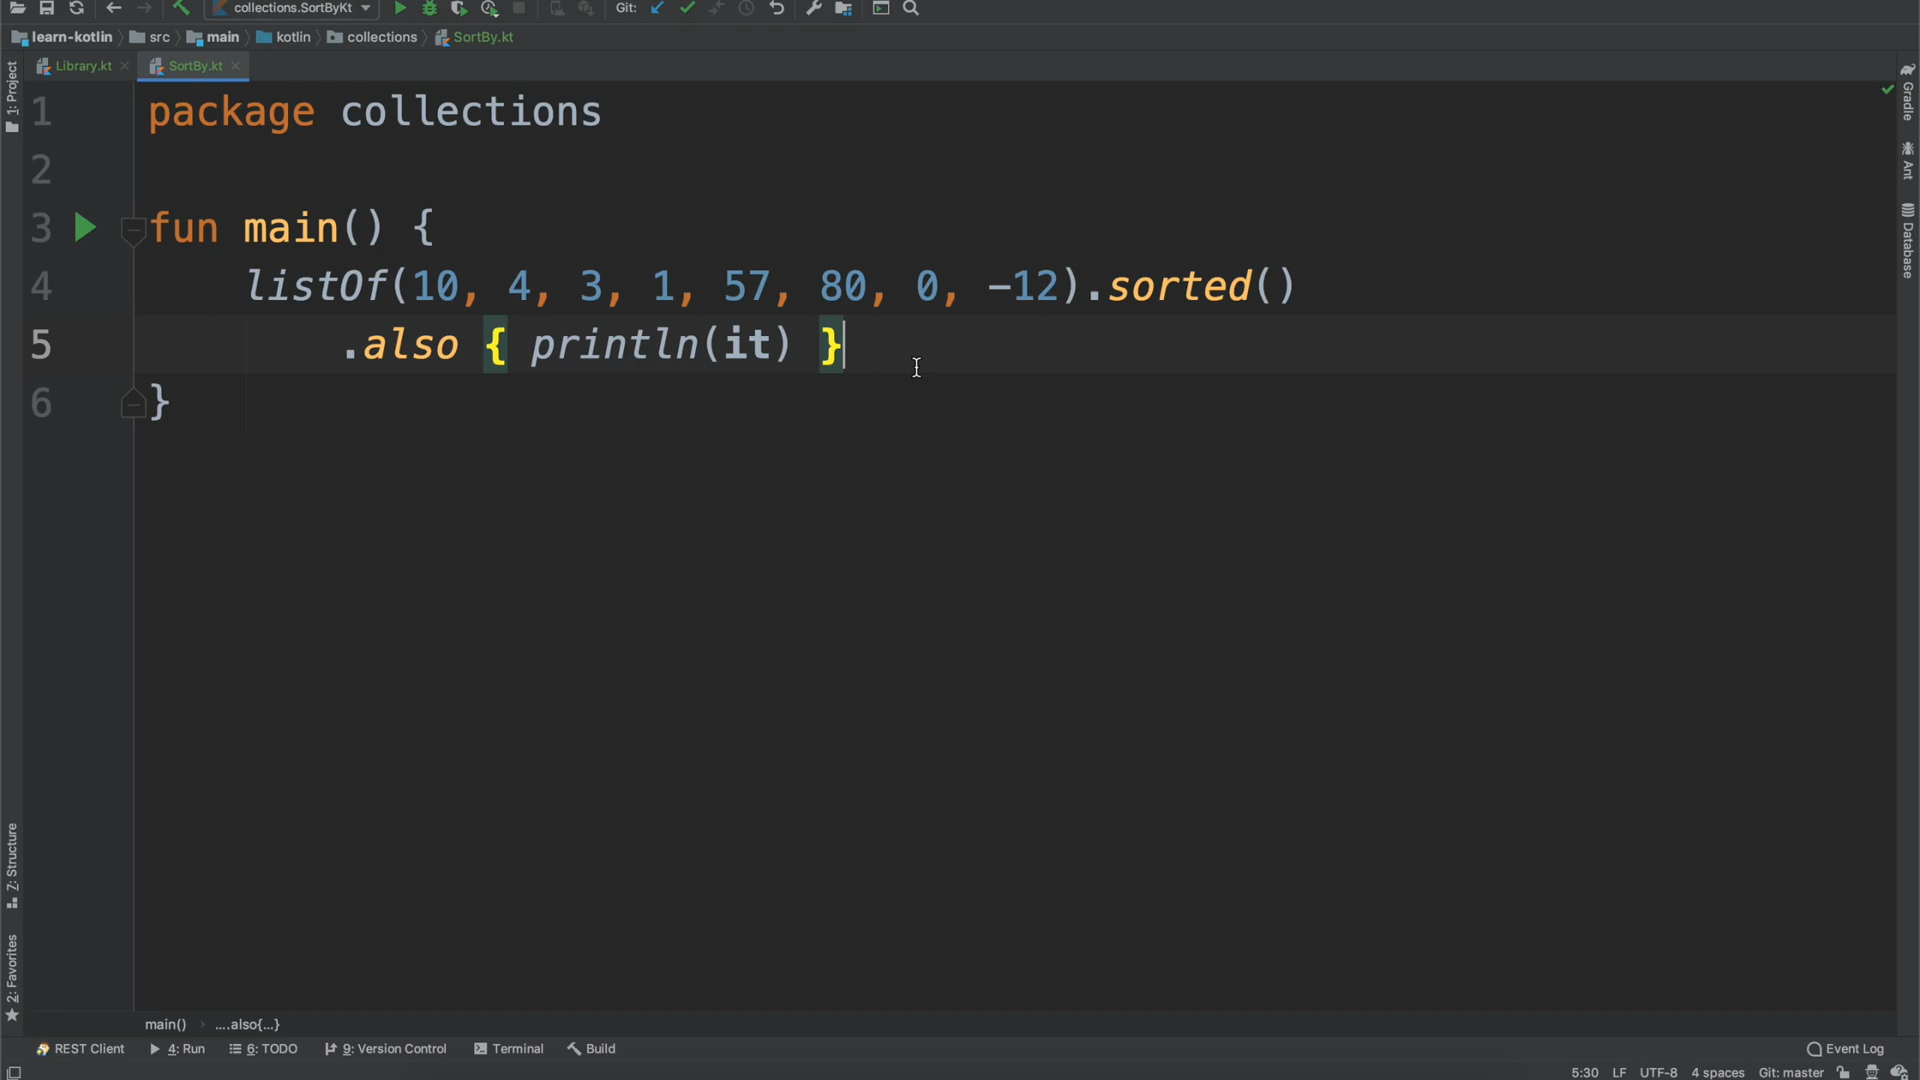 collections.SortByKt
Git:
learn-kotlin src main kotlin collections SortBy.kt
Library.kt SortBy.kt
1: Project
1 package collections
2
3 fun main() {
4 listOf(10, 4, 3, 1, 57, 80, 0, −12).sorted()
5 .also { println(it) }
6 }
Gradle
Ant
Database
Z: Structure
2: Favorites
main() ....also{...}
REST Client 4: Run 6: TODO 9: Version Control Terminal Build Event Log
5:30 LF UTF-8 4 spaces Git: master